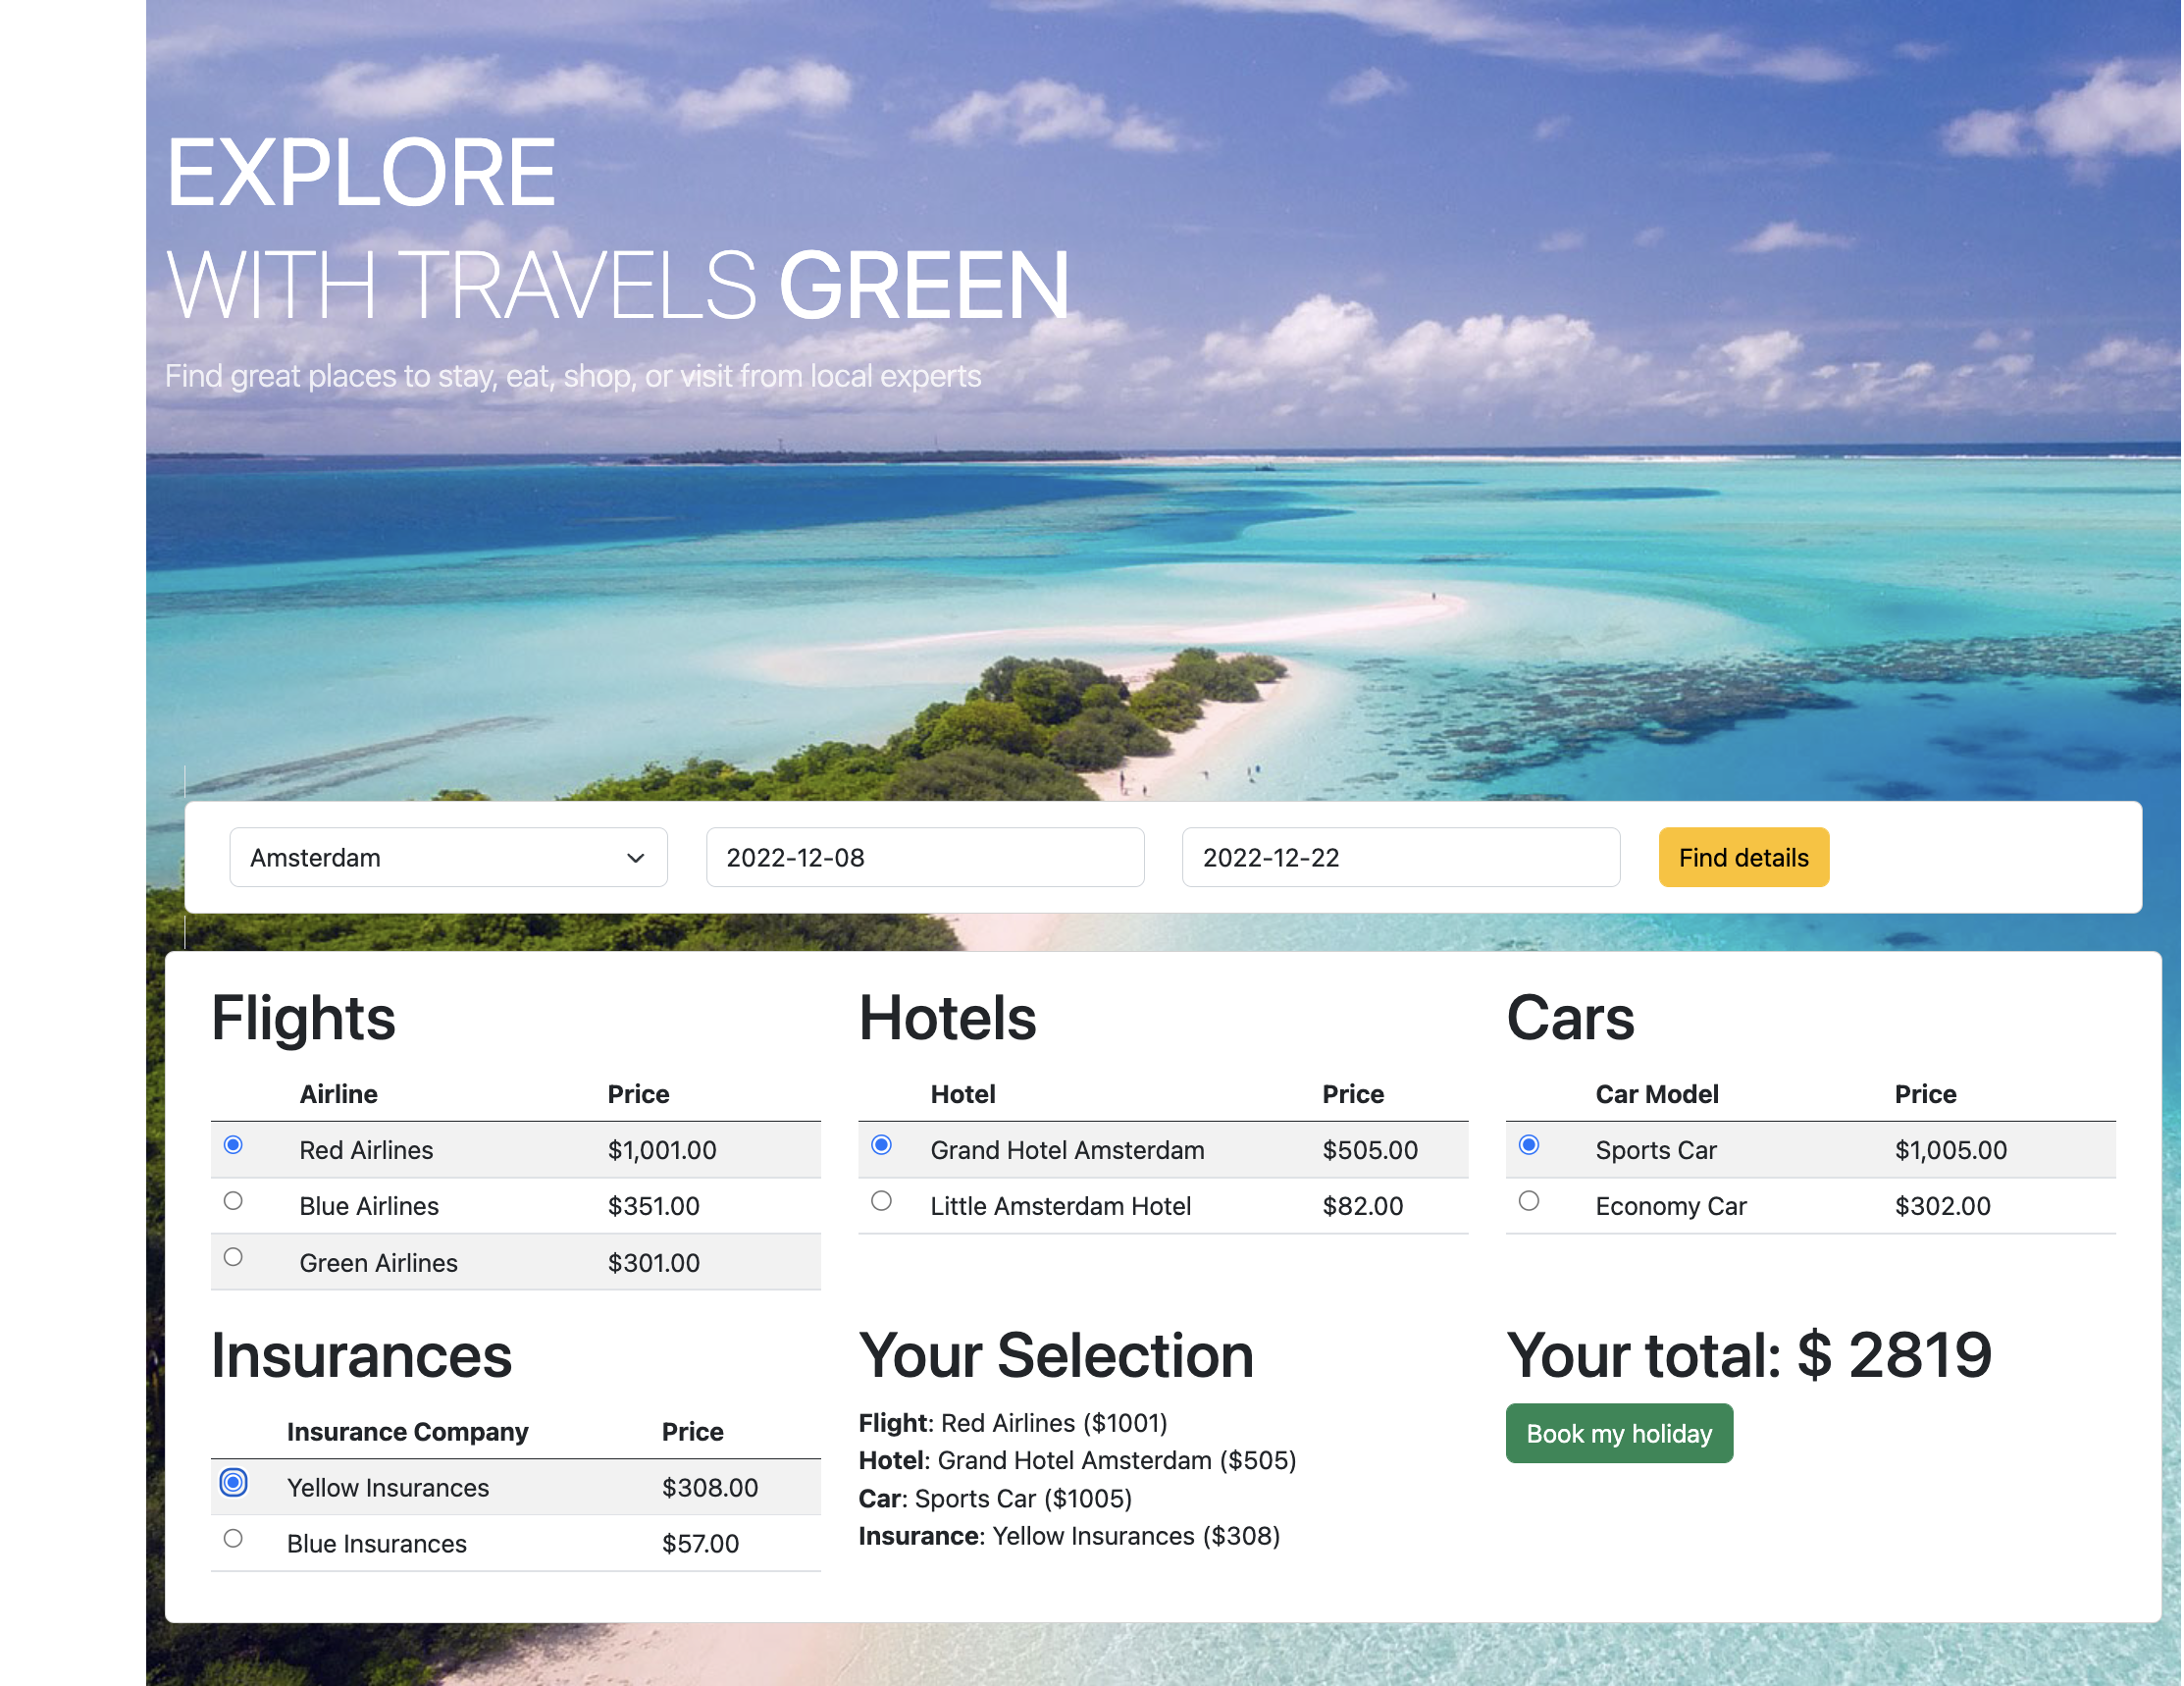 EXPLORE
WITH TRAVELS GREEN
Find great places to stay, eat, shop, or visit from local experts
Amsterdam 2022-12-08 2022-12-22 Find details
Flights
Airline Price
Red Airlines $1,001.00
Blue Airlines $351.00
Green Airlines $301.00
Hotels
Hotel Price
Grand Hotel Amsterdam $505.00
Little Amsterdam Hotel $82.00
Cars
Car Model Price
Sports Car $1,005.00
Economy Car $302.00
Insurances
Insurance Company Price
Yellow Insurances $308.00
Blue Insurances $57.00
Your Selection
Flight: Red Airlines ($1001)
Hotel: Grand Hotel Amsterdam ($505)
Car: Sports Car ($1005)
Insurance: Yellow Insurances ($308)
Your total: $ 2819
Book my holiday